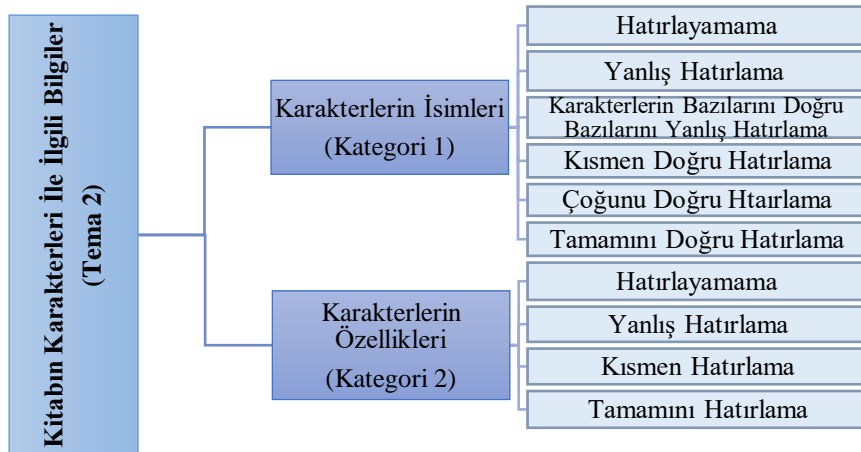 Kitabın Karakterleri İle İlgili Bilgiler
(Tema 2)
Karakterlerin İsimleri
(Kategori 1)
Hatırlayamama
Yanlış Hatırlama
Karakterlerin Bazılarını Doğru
Bazılarını Yanlış Hatırlama
Kısmen Doğru Hatırlama
Çoğunu Doğru Htaırlama
Tamamını Doğru Hatırlama
Karakterlerin
Özellikleri
(Kategori 2)
Hatırlayamama
Yanlış Hatırlama
Kısmen Hatırlama
Tamamını Hatırlama